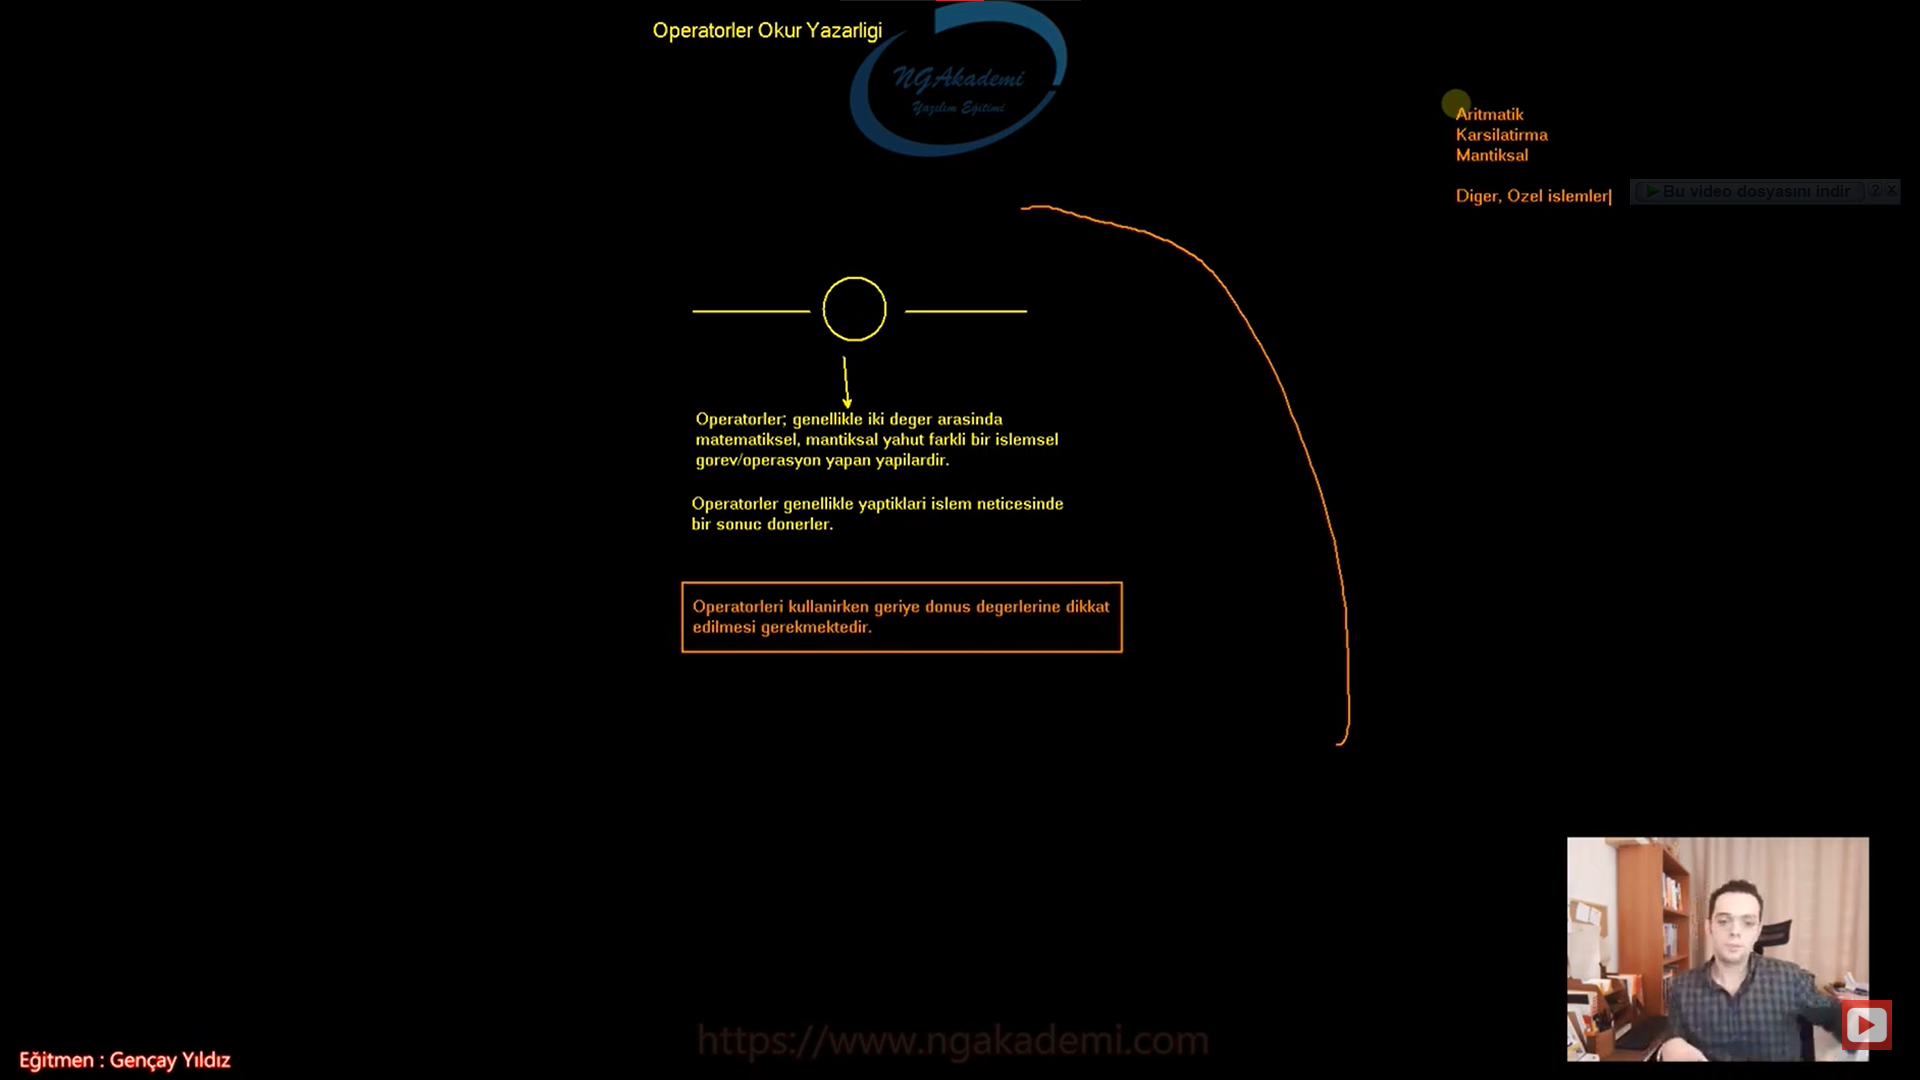 Operatorler Okur Yazarligi
NGAkademi
Yazılım Eğitimi
Aritmatik
Karsilatirma
Mantiksal
Diger, Ozel islemler
Bu video dosyasını indir ? X
Operatorler; genellikle iki deger arasinda
matematiksel, mantiksal yahut farkli bir islemsel
gorev/operasyon yapan yapilardir.
Operatorler genellikle yaptiklari islem neticesinde
bir sonuc donerler.
Operatorleri kullanirken geriye donus degerlerine dikkat
edilmesi gerekmektedir.
https://www.ngakademi.com
Eğitmen : Gençay Yıldız